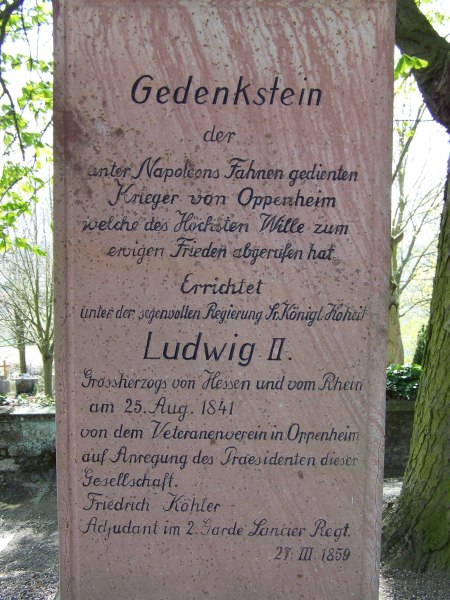 Gedenkstein
der
unter Napoleons Fahnen gedienten
Krieger von Oppenheim
welche des Höchsten Wille zum
ewigen Frieden abgerufen hat.
Errichtet
unter der segenvollen Regierung Sr. Königl. Hoheit
Ludwig II.
Grossherzogs von Hessen und vom Rhein
am 25. Aug. 1841
von dem Veteranenverein in Oppenheim
auf Anregung des Praesidenten dieser
Gesellschaft.
Friedrich Köhler
Adjudant im 2. Garde Lancier Regt.
27. III. 1859